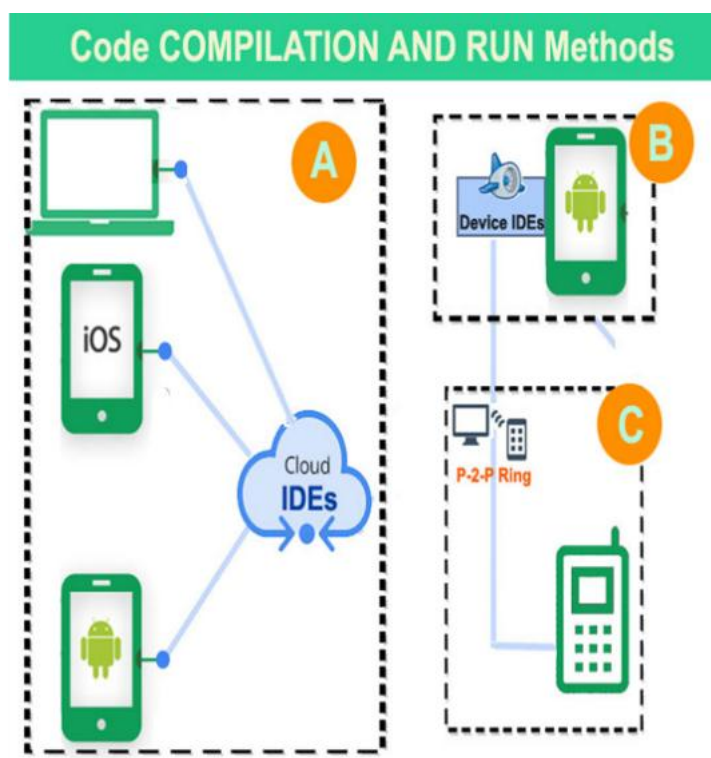 Code COMPILATION AND RUN Methods
A
iOS
Cloud
IDEs
B
Device IDEs
C
P-2-P Ring